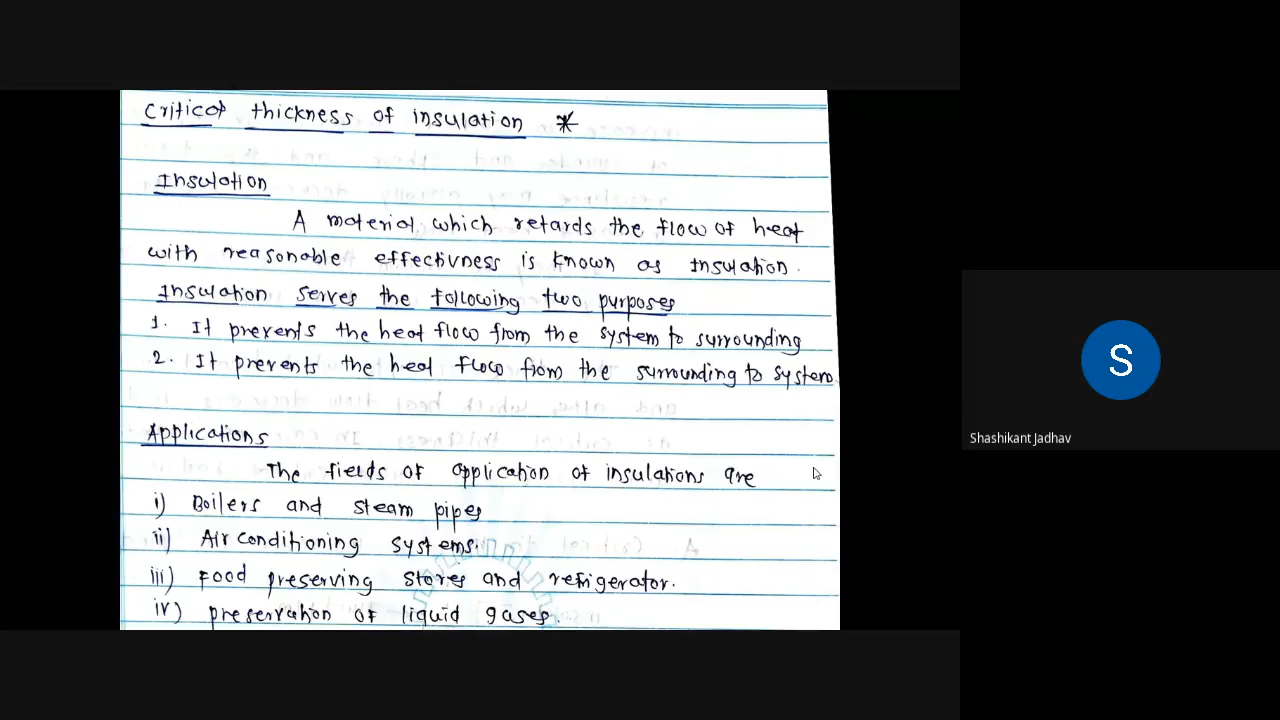 Critical thickness of insulation *
Insulation
A material which retards the flow of heat
with reasonable effectivness is known as Insulation.
Insulation serves the following two purposes
1. It prevents the heat flow from the system to surrounding
2. It prevents the heat flow from the surrounding to system
Applications
The fields of application of insulations are
i) Boilers and steam pipes
ii) Air conditioning systems.
iii) Food preserving stores and refrigerator.
iv) preservation of liquid gases.
S
Shashikant Jadhav